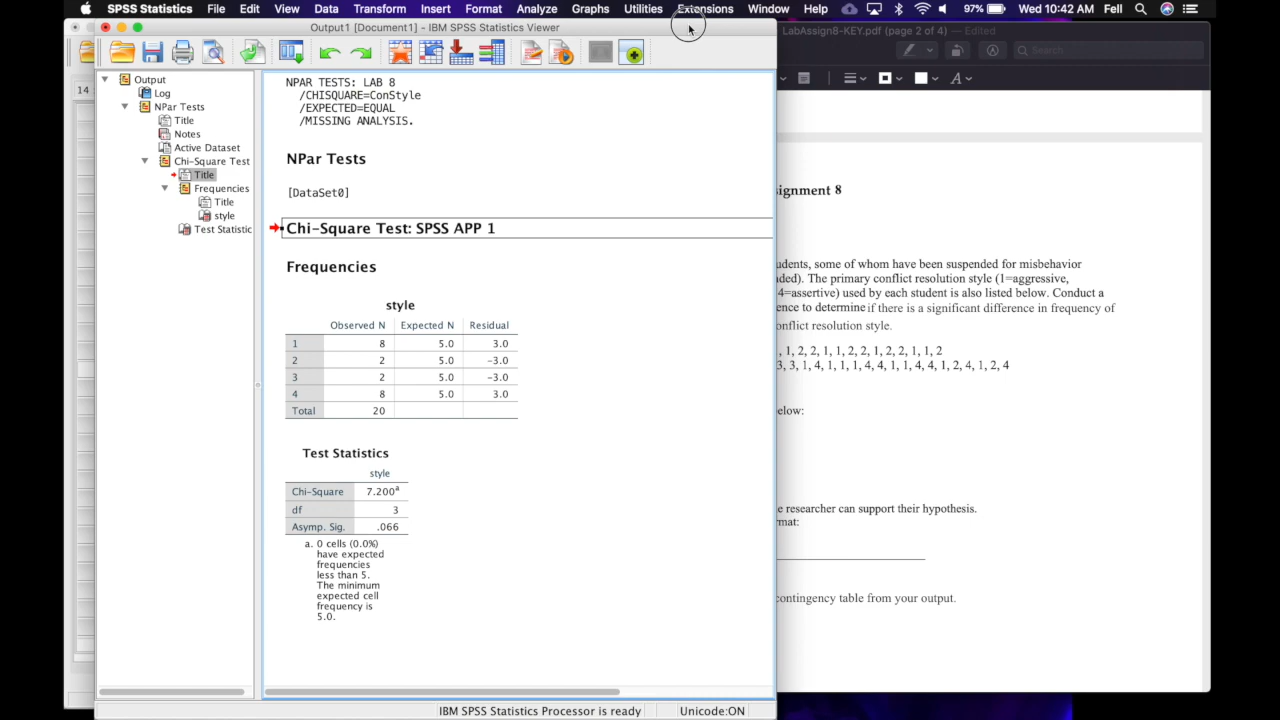 SPSS Statistics File Edit View Data Transform Insert Format Analyze Graphs Utilities Extensions Window Help 97% Wed 10:42 AM Fell
Output1 [Document1] - IBM SPSS Statistics Viewer
LabAssign8-KEY.pdf (page 2 of 4) — Edited
Search
14
Output
Log
NPar Tests
Title
Notes
Active Dataset
Chi-Square Test
Title
Frequencies
Title
style
Test Statistic
NPAR TESTS: LAB 8
/CHISQUARE=ConStyle
/EXPECTED=EQUAL
/MISSING ANALYSIS.
NPar Tests
[DataSet0]
Chi-Square Test: SPSS APP 1
Frequencies
style
Observed N Expected N Residual
1 8 5.0 3.0
2 2 5.0 -3.0
3 2 5.0 -3.0
4 8 5.0 3.0
Total 20
Test Statistics
style
Chi-Square 7.200a
df 3
Asymp. Sig. .066
a. 0 cells (0.0%)
have expected
frequencies
less than 5.
The minimum
expected cell
frequency is
5.0.
IBM SPSS Statistics Processor is ready Unicode:ON
signment 8
udents, some of whom have been suspended for misbehavior
ded). The primary conflict resolution style (1=aggressive,
4=assertive) used by each student is also listed below. Conduct a
ence to determine if there is a significant difference in frequency of
onflict resolution style.
, 1, 2, 2, 1, 1, 2, 2, 1, 2, 2, 1, 1, 2
3, 3, 1, 4, 1, 1, 1, 4, 4, 1, 1, 4, 4, 1, 2, 4, 1, 2, 4
elow:
e researcher can support their hypothesis.
rmat:
contingency table from your output.